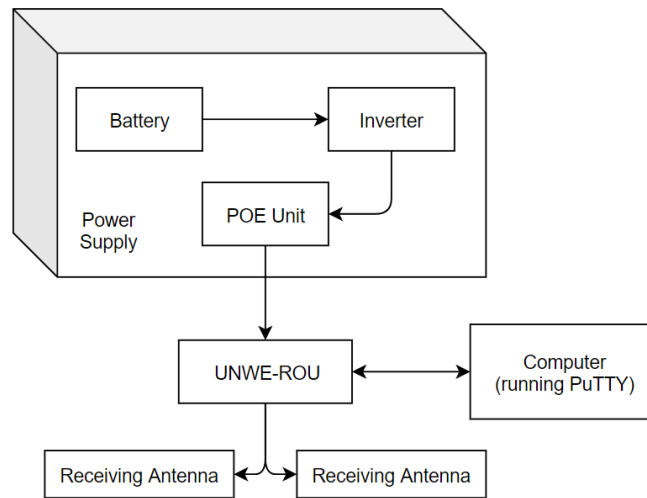 Battery
Inverter
POE Unit
Power
Supply
UNWE-ROU
Computer
(running PuTTY)
Receiving Antenna
Receiving Antenna